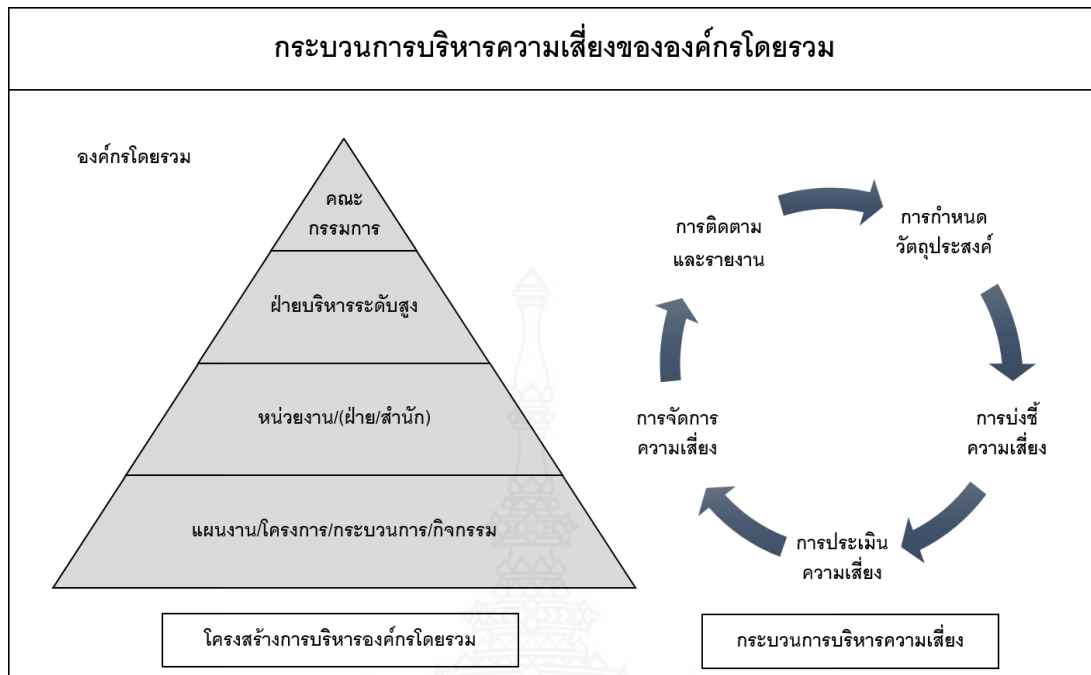 กระบวนการบริหารความเสี่ยงขององค์กรโดยรวม
องค์กรโดยรวม
คณะ
กรรมการ
ฝ่ายบริหารระดับสูง
หน่วยงาน/(ฝ่าย/สำนัก)
แผนงาน/โครงการ/กระบวนการ/กิจกรรม
โครงสร้างการบริหารองค์กรโดยรวม
การกำหนด
วัตถุประสงค์
การบ่งชี้
ความเสี่ยง
การประเมิน
ความเสี่ยง
การจัดการ
ความเสี่ยง
การติดตาม
และรายงาน
กระบวนการบริหารความเสี่ยง